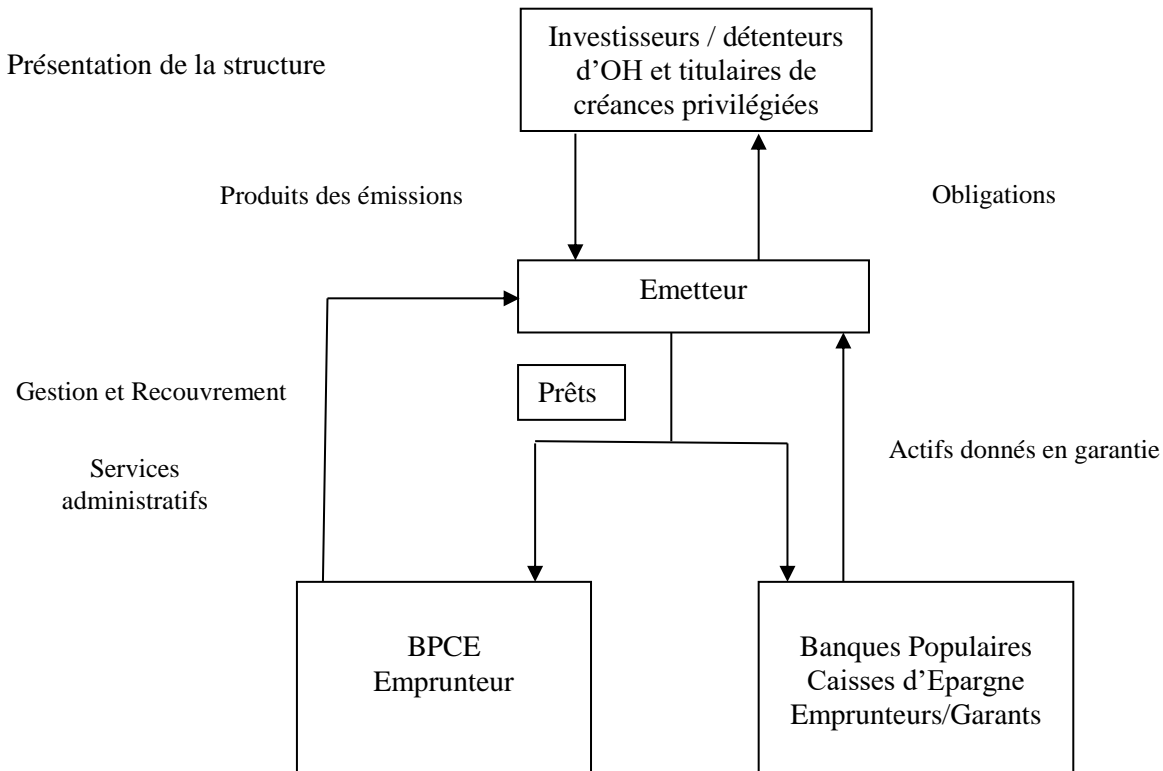 Présentation de la structure
Investisseurs / détenteurs
d’OH et titulaires de
créances privilégiées
Produits des émissions
Obligations
Emetteur
Gestion et Recouvrement
Prêts
Services
administratifs
Actifs donnés en garantie
BPCE
Emprunteur
Banques Populaires
Caisses d’Epargne
Emprunteurs/Garants